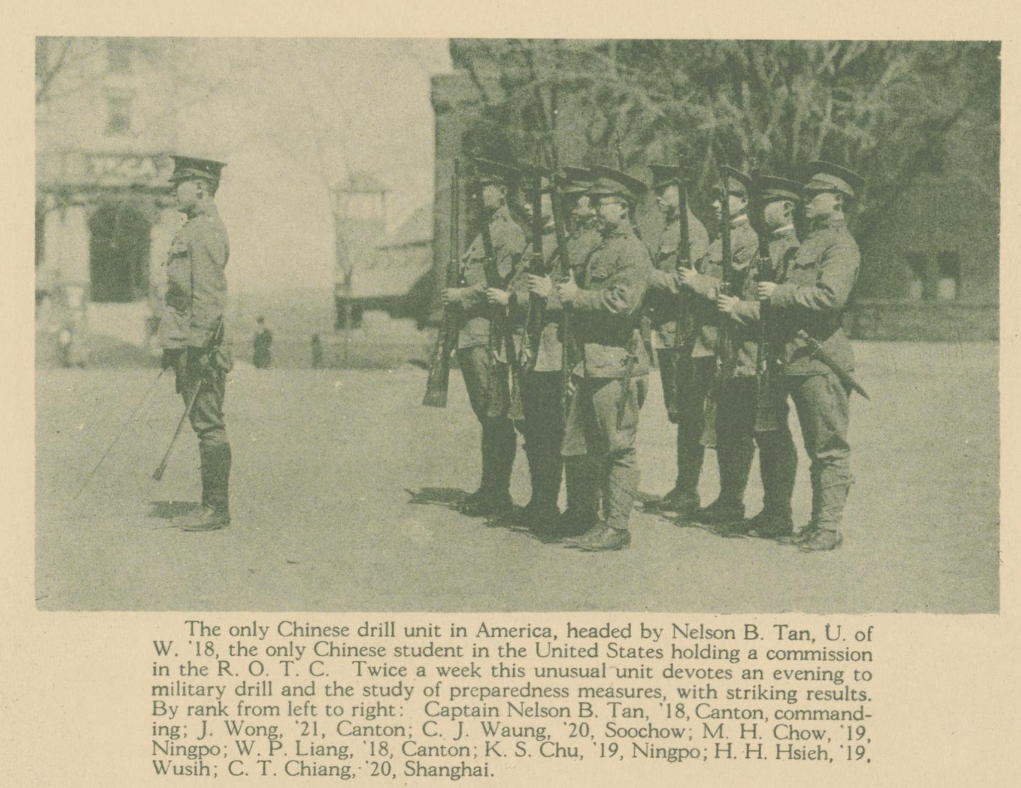 The only Chinese drill unit in America, headed by Nelson B. Tan, U. of
W. '18, the only Chinese student in the United States holding a commission
in the R. O. T. C. Twice a week this unusual unit devotes an evening to
military drill and the study of preparedness measures, with striking results.
By rank from left to right: Captain Nelson B. Tan, '18, Canton, command-
ing; J. Wong, '21, Canton; C. J. Waung, '20, Soochow; M. H. Chow, '19,
Ningpo; W. P. Liang, '18, Canton; K. S. Chu, '19, Ningpo; H. H. Hsieh, '19,
Wusih; C. T. Chiang, '20, Shanghai.